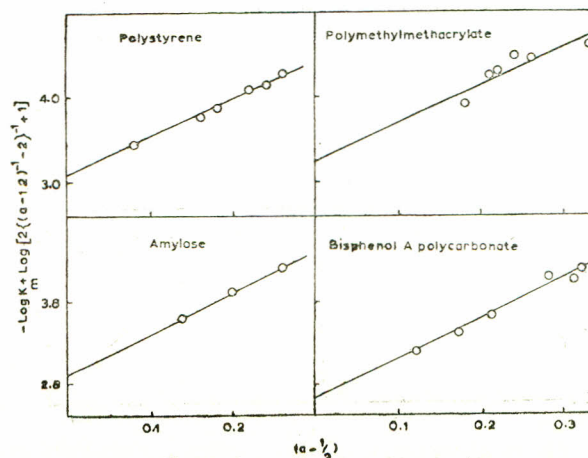 Polystyrene
Polymethylmethacrylate
4.0
3.0
Amylose
Bisphenol A polycarbonate
3.8
2.8
0.1
0.2
0.1
0.2
0.3
(a - 1/2)
-Log K + Log [2{(a-1.2)^-1 -2}^-1 +1]
m